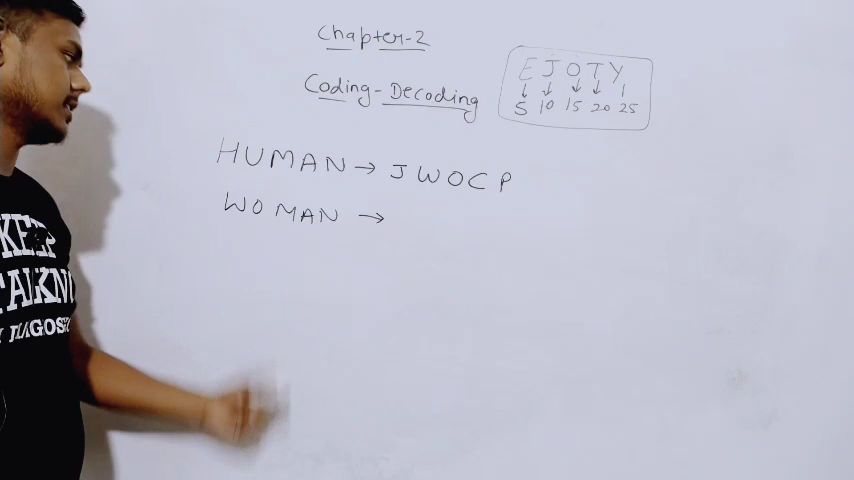 Chapter-2
Coding-Decoding
E J O T Y
↓ ↓ ↓ ↓ |
5 10 15 20 25
HUMAN → JWOCP
WOMAN →